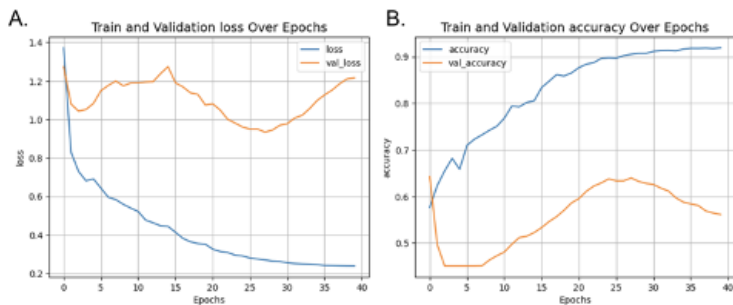 A.
Train and Validation loss Over Epochs
loss
val_loss
1.4
1.2
1.0
0.8
0.6
0.4
0.2
loss
0 5 10 15 20 25 30 35 40
Epochs
B.
Train and Validation accuracy Over Epochs
accuracy
val_accuracy
0.9
0.8
0.7
0.6
0.5
accuracy
0 5 10 15 20 25 30 35 40
Epochs